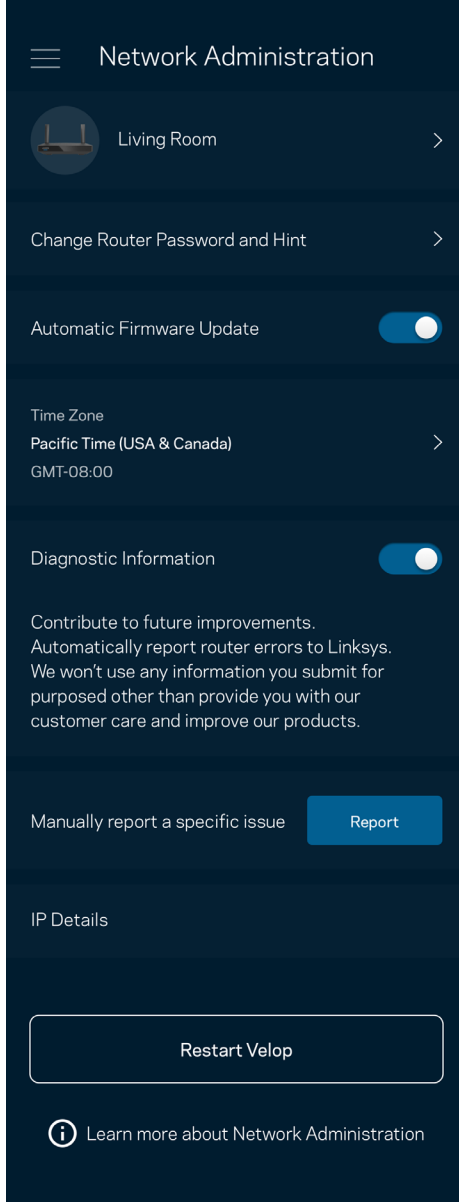 Network Administration
Living Room
Change Router Password and Hint
Automatic Firmware Update
Time Zone
Pacific Time (USA & Canada)
GMT-08:00
Diagnostic Information
Contribute to future improvements.
Automatically report router errors to Linksys.
We won't use any information you submit for
purposed other than provide you with our
customer care and improve our products.
Manually report a specific issue
Report
IP Details
Restart Velop
Learn more about Network Administration